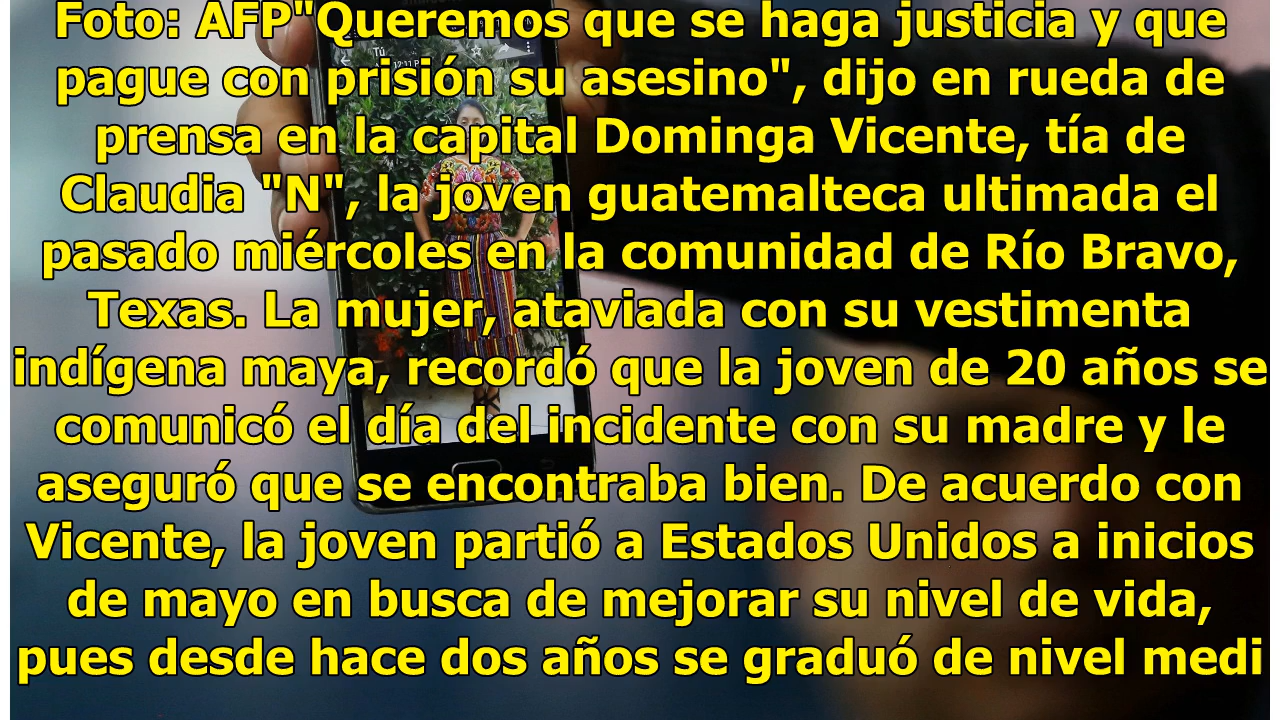 Foto: AFP"Queremos que se haga justicia y que
pague con prisión su asesino", dijo en rueda de
prensa en la capital Dominga Vicente, tía de
Claudia "N", la joven guatemalteca ultimada el
pasado miércoles en la comunidad de Río Bravo,
Texas. La mujer, ataviada con su vestimenta
indígena maya, recordó que la joven de 20 años se
comunicó el día del incidente con su madre y le
aseguró que se encontraba bien. De acuerdo con
Vicente, la joven partió a Estados Unidos a inicios
de mayo en busca de mejorar su nivel de vida,
pues desde hace dos años se graduó de nivel medi
Tú